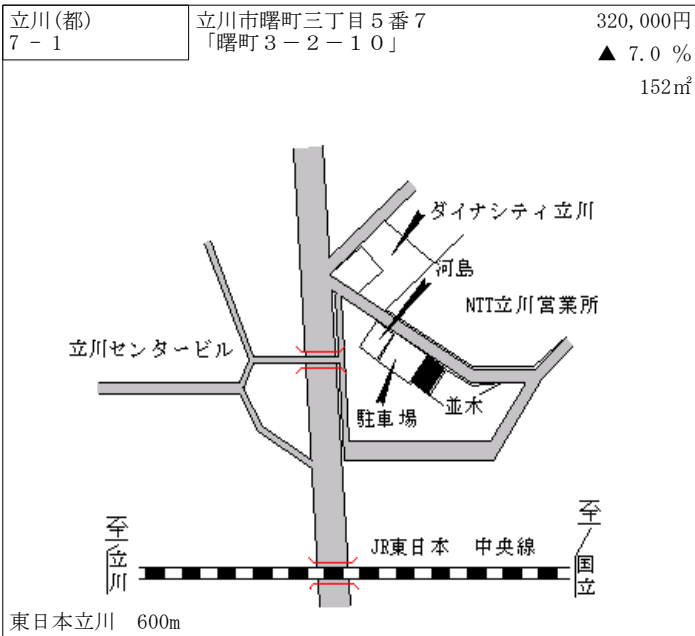 立川(都)
7 - 1
立川市曙町三丁目５番７
「曙町３－２－１０」
320,000円
▲ 7.0 %
152㎡
ダイナシティ立川
河島
NTT立川営業所
立川センタービル
駐車場
並木
至立川
JR東日本 中央線
至国立
東日本立川 600m